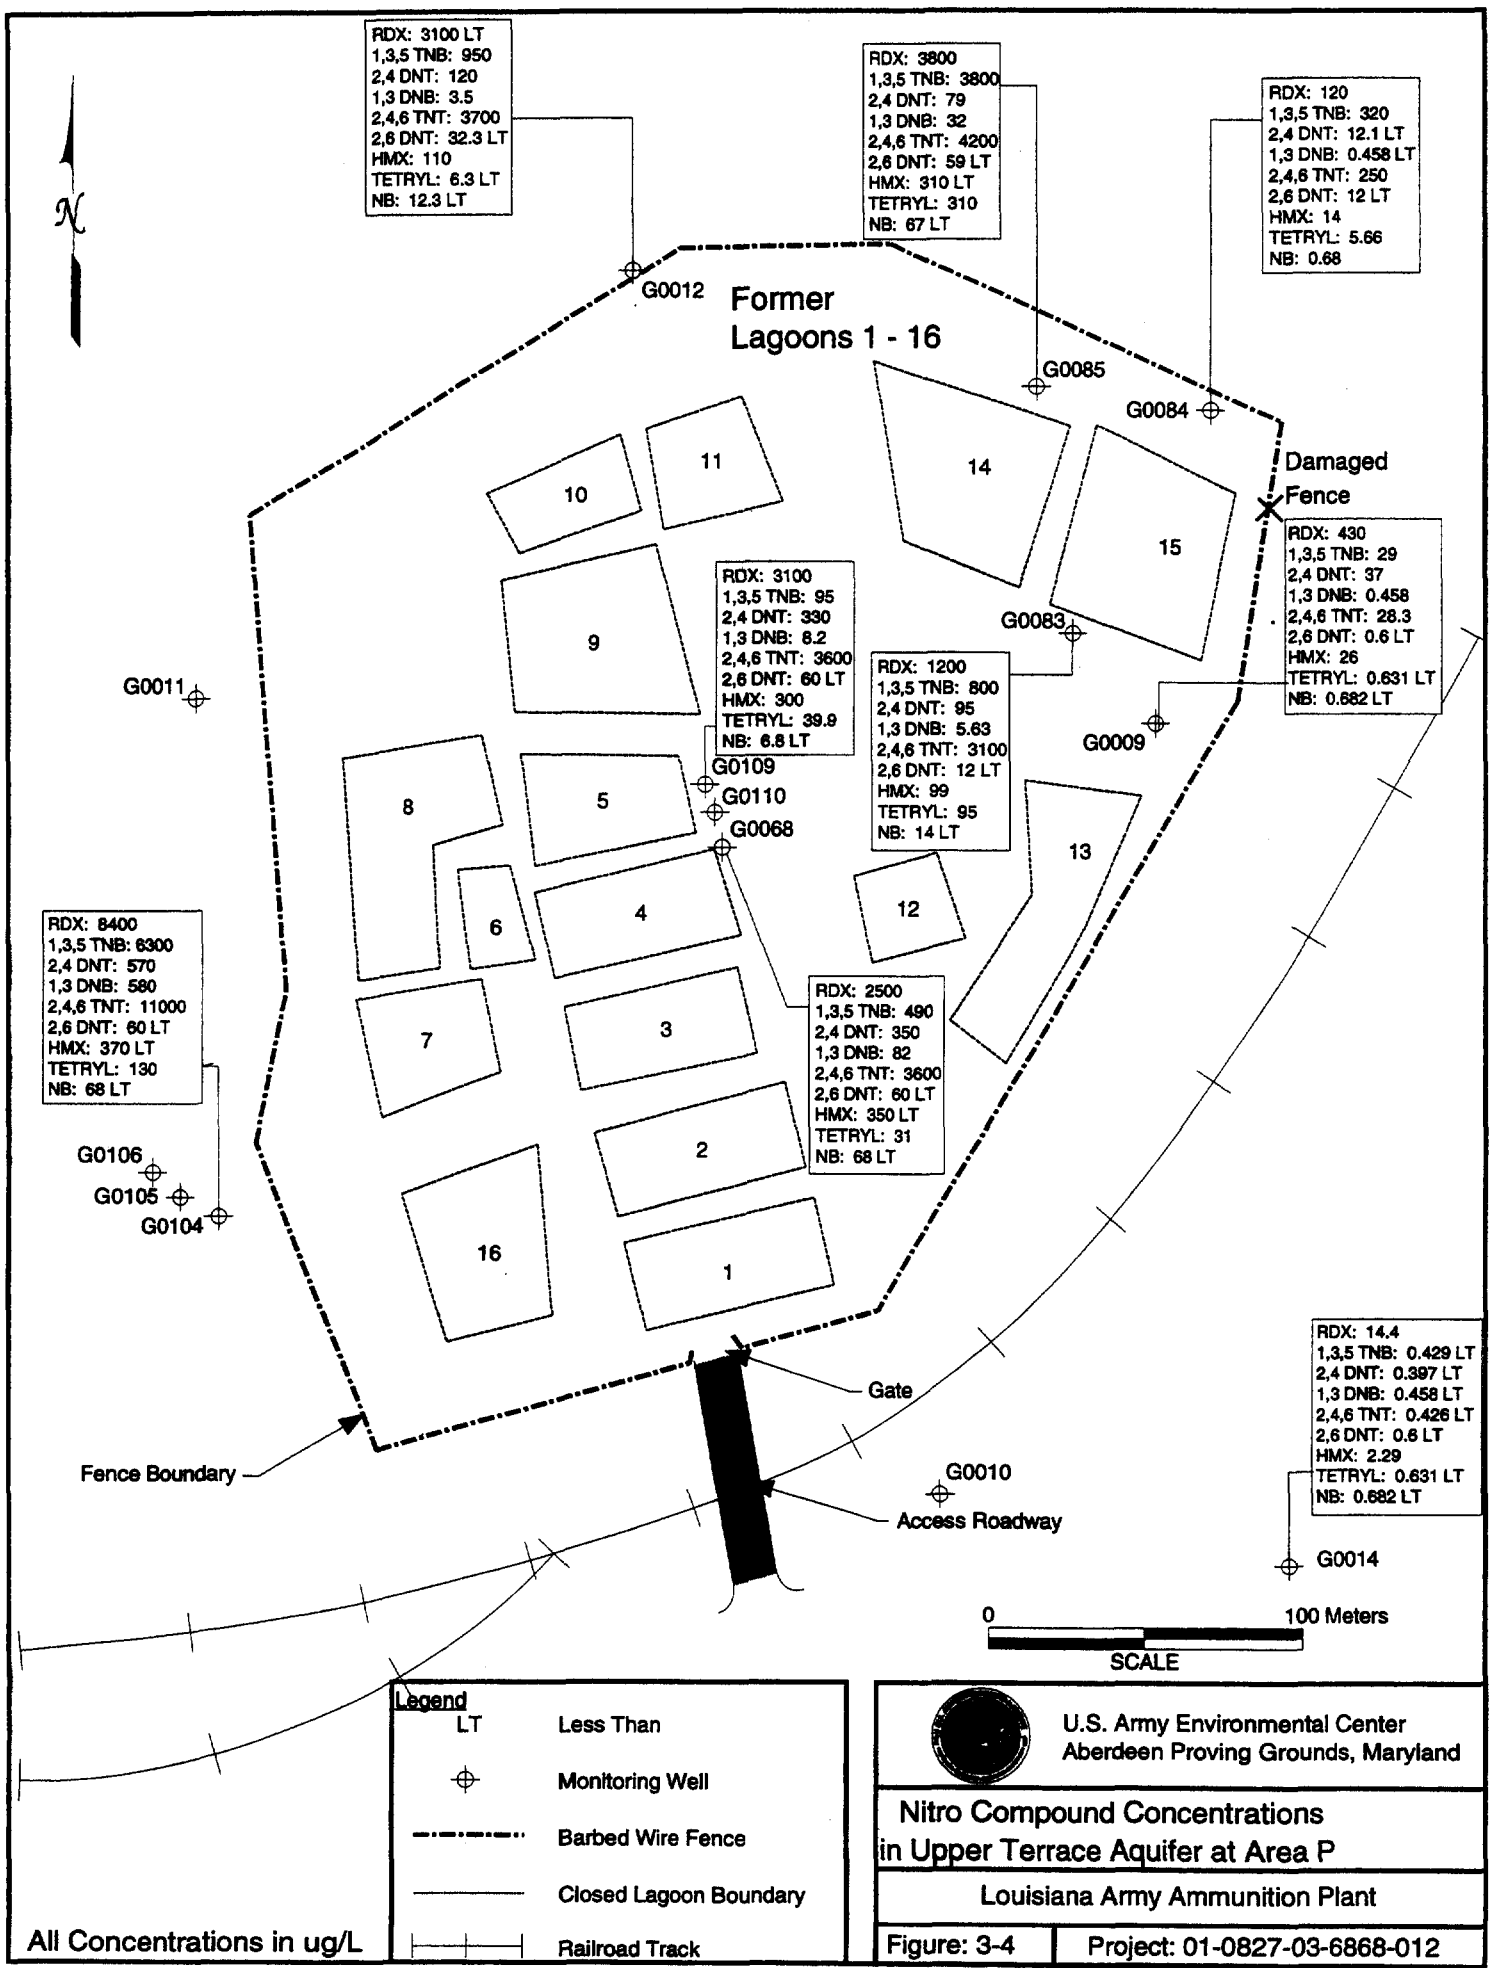 RDX: 3100 LT
1,3,5 TNB: 950
2,4 DNT: 120
1,3 DNB: 3.5
2,4,6 TNT: 3700
2,6 DNT: 32.3 LT
HMX: 110
TETRYL: 6.3 LT
NB: 12.3 LT
RDX: 3800
1,3,5 TNB: 3800
2,4 DNT: 79
1,3 DNB: 32
2,4,6 TNT: 4200
2,6 DNT: 59 LT
HMX: 310 LT
TETRYL: 310
NB: 67 LT
RDX: 120
1,3,5 TNB: 320
2,4 DNT: 12.1 LT
1,3 DNB: 0.458 LT
2,4,6 TNT: 250
2,6 DNT: 12 LT
HMX: 14
TETRYL: 5.66
NB: 0.68
N
G0012
Former
Lagoons 1 - 16
G0085
G0084
Damaged
Fence
11
10
14
15
RDX: 430
1,3,5 TNB: 29
2,4 DNT: 37
1,3 DNB: 0.458
2,4,6 TNT: 28.3
2,6 DNT: 0.6 LT
HMX: 26
TETRYL: 0.631 LT
NB: 0.682 LT
RDX: 3100
1,3,5 TNB: 95
2,4 DNT: 330
1,3 DNB: 8.2
2,4,6 TNT: 3600
2,6 DNT: 60 LT
HMX: 300
TETRYL: 39.9
NB: 6.8 LT
9
G0083
G0011
RDX: 1200
1,3,5 TNB: 800
2,4 DNT: 95
1,3 DNB: 5.63
2,4,6 TNT: 3100
2,6 DNT: 12 LT
HMX: 99
TETRYL: 95
NB: 14 LT
G0009
G0109
G0110
G0068
8
5
13
6
4
12
RDX: 8400
1,3,5 TNB: 6300
2,4 DNT: 570
1,3 DNB: 580
2,4,6 TNT: 11000
2,6 DNT: 60 LT
HMX: 370 LT
TETRYL: 130
NB: 68 LT
7
3
RDX: 2500
1,3,5 TNB: 490
2,4 DNT: 350
1,3 DNB: 82
2,4,6 TNT: 3600
2,6 DNT: 60 LT
HMX: 350 LT
TETRYL: 31
NB: 68 LT
2
G0106
G0105
G0104
16
1
Gate
RDX: 14.4
1,3,5 TNB: 0.429 LT
2,4 DNT: 0.397 LT
1,3 DNB: 0.458 LT
2,4,6 TNT: 0.426 LT
2,6 DNT: 0.6 LT
HMX: 2.29
TETRYL: 0.631 LT
NB: 0.682 LT
Fence Boundary
G0010
Access Roadway
G0014
0 100 Meters
SCALE
Legend
LT Less Than
Monitoring Well
Barbed Wire Fence
Closed Lagoon Boundary
Railroad Track
All Concentrations in ug/L
U.S. Army Environmental Center
Aberdeen Proving Grounds, Maryland
Nitro Compound Concentrations
in Upper Terrace Aquifer at Area P
Louisiana Army Ammunition Plant
Figure: 3-4
Project: 01-0827-03-6868-012